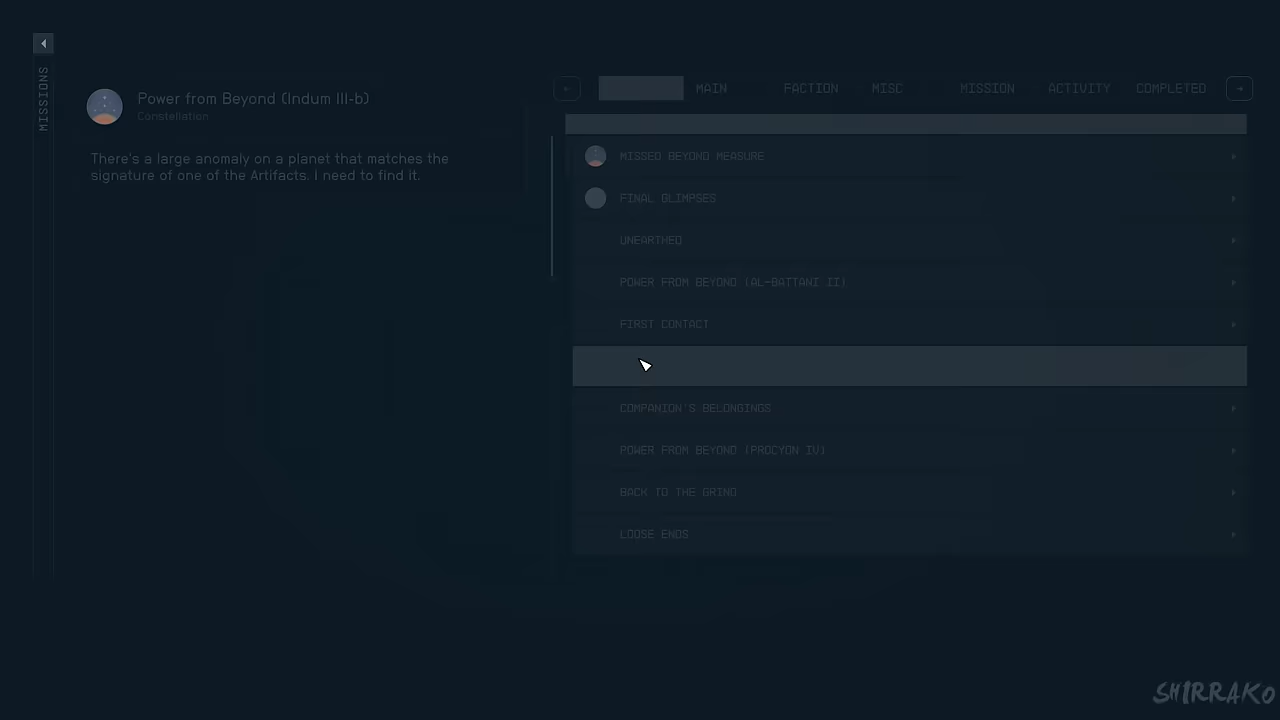 MISSIONS
Power from Beyond (Indum III-b)
Constellation
There's a large anomaly on a planet that matches the
signature of one of the Artifacts. I need to find it.
MAIN FACTION MISC MISSION ACTIVITY COMPLETED
MISSED BEYOND MEASURE
FINAL GLIMPSES
UNEARTHED
POWER FROM BEYOND (AL-BATTANI II)
FIRST CONTACT
COMPANION'S BELONGINGS
POWER FROM BEYOND (PROCYON IV)
BACK TO THE GRIND
LOOSE ENDS
SHIRRAKO